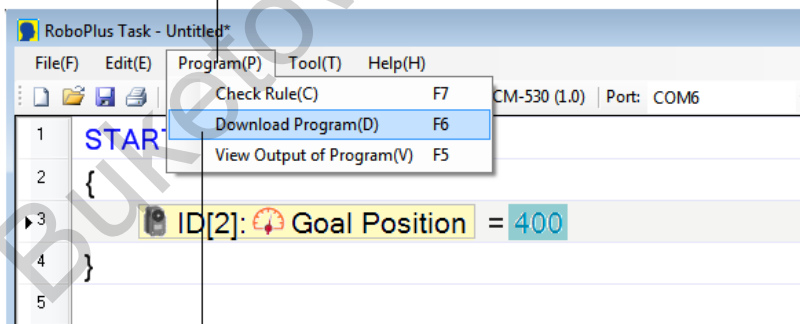 RoboPlus Task - Untitled*
File(F) Edit(E) Program(P) Tool(T) Help(H)
Check Rule(C) F7 CM-530 (1.0) Port: COM6
1 START Download Program(D) F6
View Output of Program(V) F5
2 {
3 ID[2]: Goal Position = 400
4 }
5
Buketov